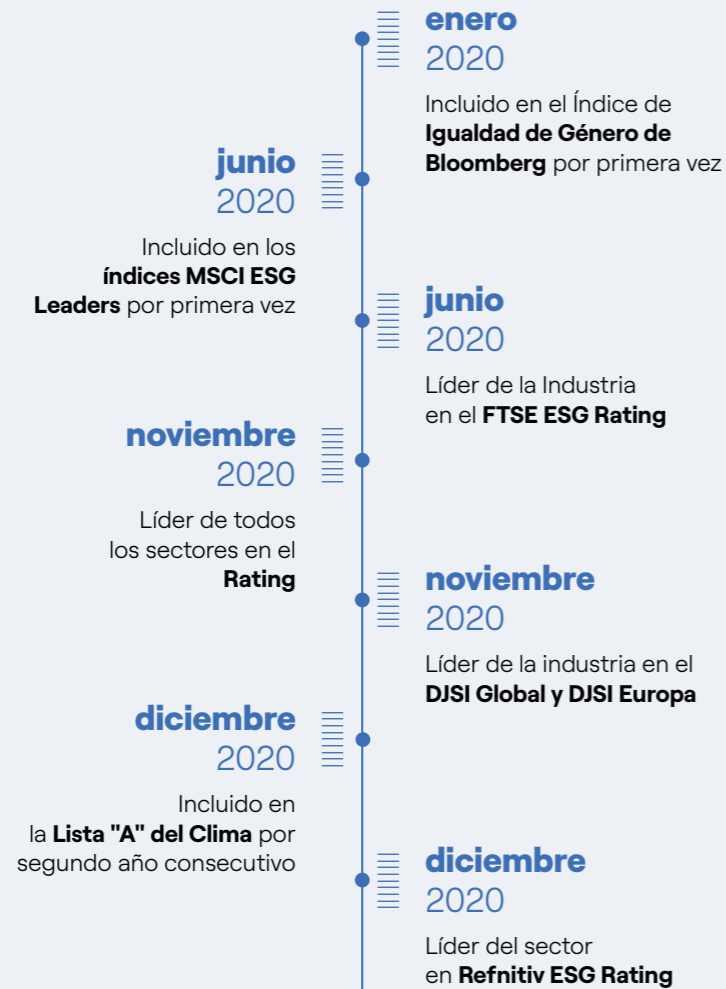 enero
2020
Incluido en el Índice de
Igualdad de Género de
Bloomberg por primera vez
junio
2020
Incluido en los
índices MSCI ESG
Leaders por primera vez
junio
2020
Líder de la Industria
en el FTSE ESG Rating
noviembre
2020
Líder de todos
los sectores en el
Rating
noviembre
2020
Líder de la industria en el
DJSI Global y DJSI Europa
diciembre
2020
Incluido en
la Lista "A" del Clima por
segundo año consecutivo
diciembre
2020
Líder del sector
en Refnitiv ESG Rating